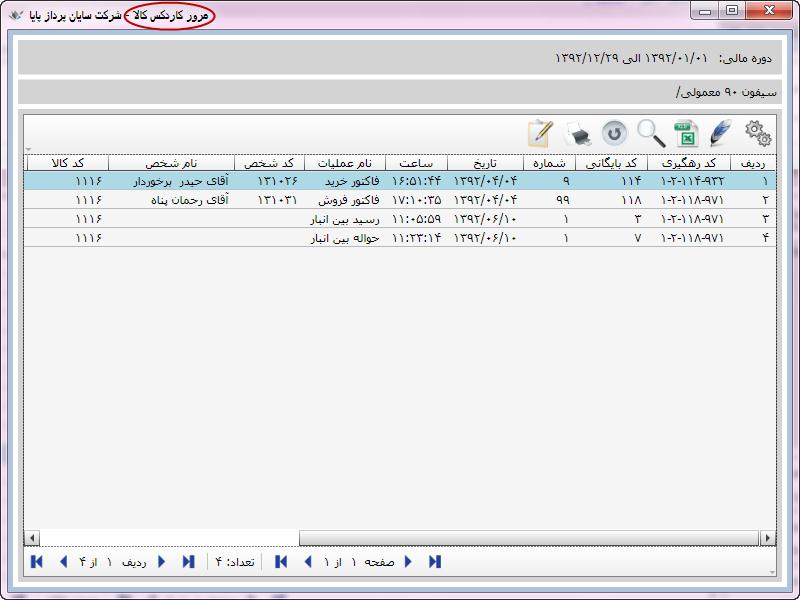 مرور کاردکس کالا - شرکت سایان پرداز پایا
دوره مالی: ۱۳۹۲/۰۱/۰۱ الی ۱۳۹۲/۱۲/۲۹
سیفون ۹۰ معمولی/
ردیف کد رهگیری کد بایگانی شماره تاریخ ساعت نام عملیات کد شخص نام شخص کد کالا
۱ ۱-۲-۱۱۴-۹۳۲ ۱۱۴ ۹ ۱۳۹۲/۰۴/۰۴ ۱۶:۵۱:۴۴ فاکتور خرید ۱۳۱۰۲۶ آقای حیدر برخوردار ۱۱۱۶
۲ ۱-۲-۱۱۸-۹۷۱ ۱۱۸ ۹۹ ۱۳۹۲/۰۴/۰۴ ۱۷:۱۰:۳۵ فاکتور فروش ۱۳۱۰۳۱ آقای رحمان پناه ۱۱۱۶
۳ ۱-۲-۱۱۸-۹۷۱ ۳ ۱ ۱۳۹۲/۰۶/۱۰ ۱۱:۰۵:۵۹ رسید بین انبار ۱۱۱۶
۴ ۱-۲-۱۱۸-۹۷۱ ۷ ۱ ۱۳۹۲/۰۶/۱۰ ۱۱:۲۳:۱۴ حواله بین انبار ۱۱۱۶
صفحه ۱ از ۱ تعداد: ۴ ردیف ۱ از ۴